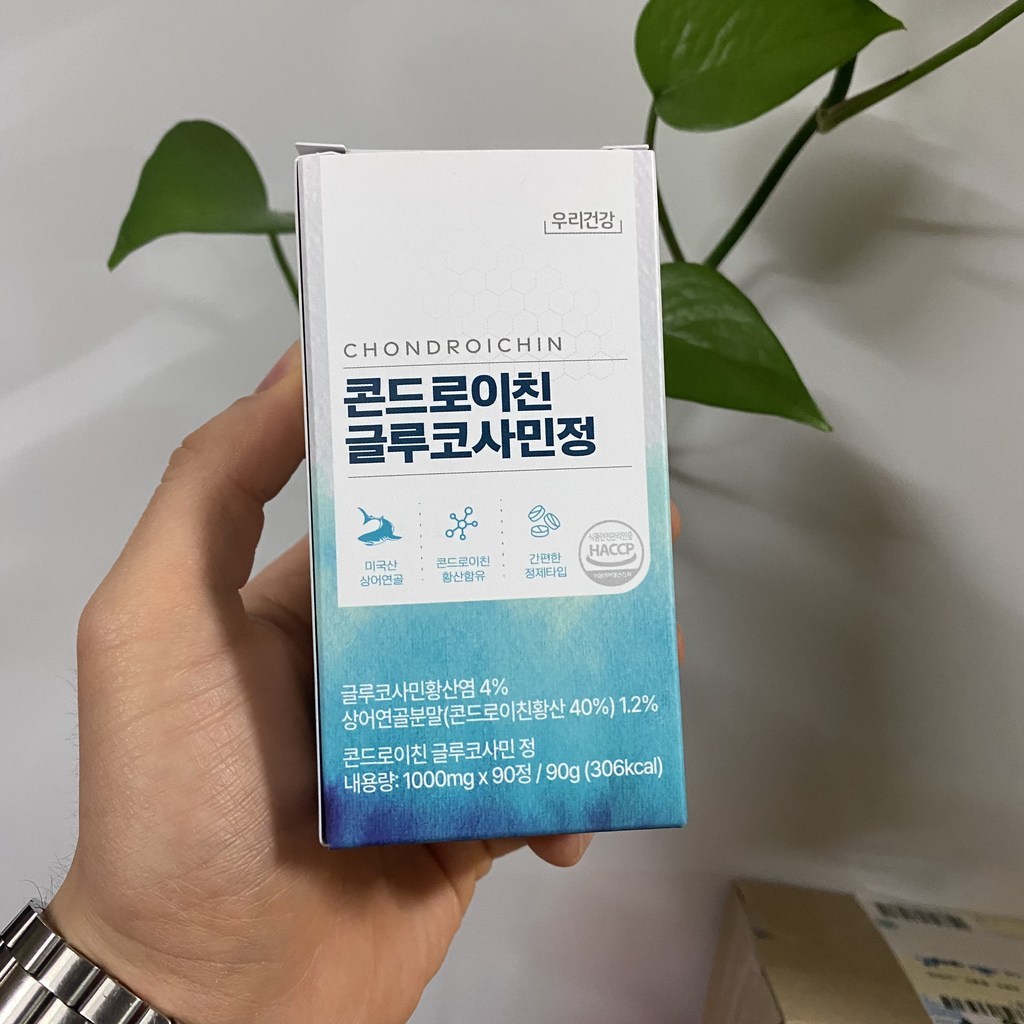 우리건강
CHONDROICHIN
콘드로이친
글루코사민정
미국산
상어연골
콘드로이친
황산함유
간편한
정제타입
HACCP
글루코사민황산염 4%
상어연골분말(콘드로이친황산 40%) 1.2%
콘드로이친 글루코사민 정
내용량: 1000mg x 90정 / 90g (306kcal)